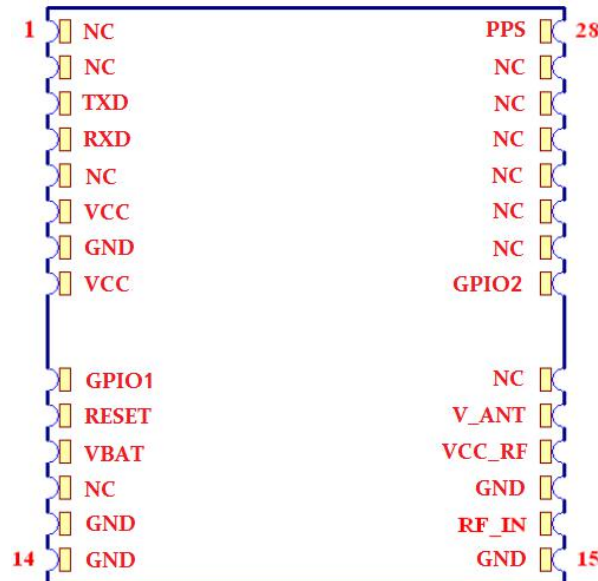 1 NC PPS 28
NC NC
TXD NC
RXD NC
NC NC
VCC NC
GND NC
VCC GPIO2
GPIO1 NC
RESET V_ANT
VBAT VCC_RF
NC GND
GND RF_IN
14 GND GND 15